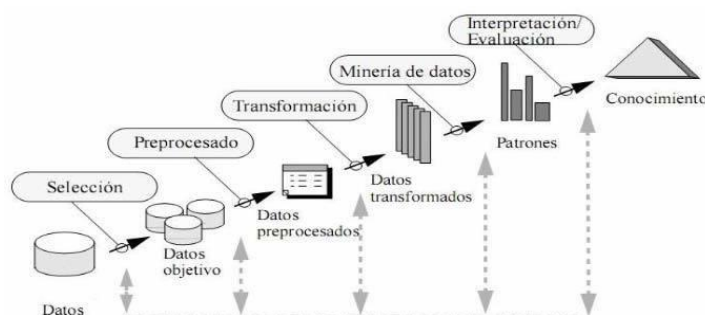 Interpretación/
Evaluación
Minería de datos
Conocimiento
Transformación
Patrones
Preprocesado
Datos
transformados
Selección
Datos
preprocesados
Datos
objetivo
Datos